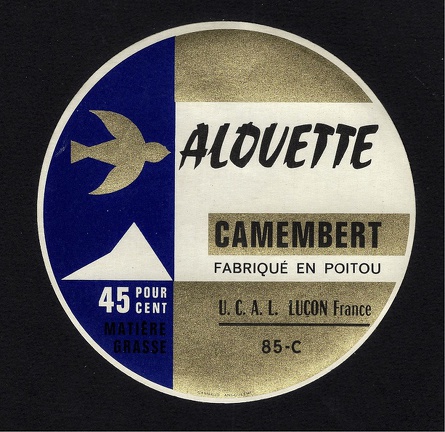 ALOUETTE
CAMEMBERT
FABRIQUÉ EN POITOU
45 POUR CENT
MATIÈRE
GRASSE
U. C. A. L. LUCON France
85-C